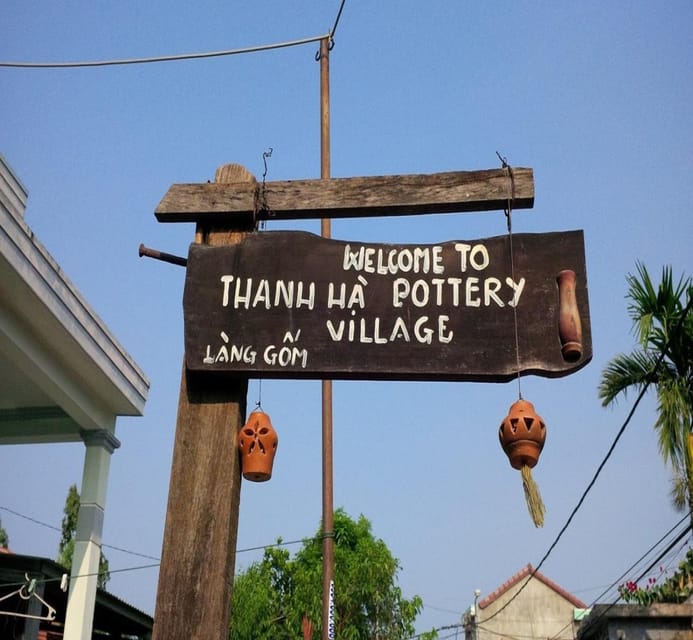 WELCOME TO
THANH HÀ POTTERY
VILLAGE
LÀNG GỐM